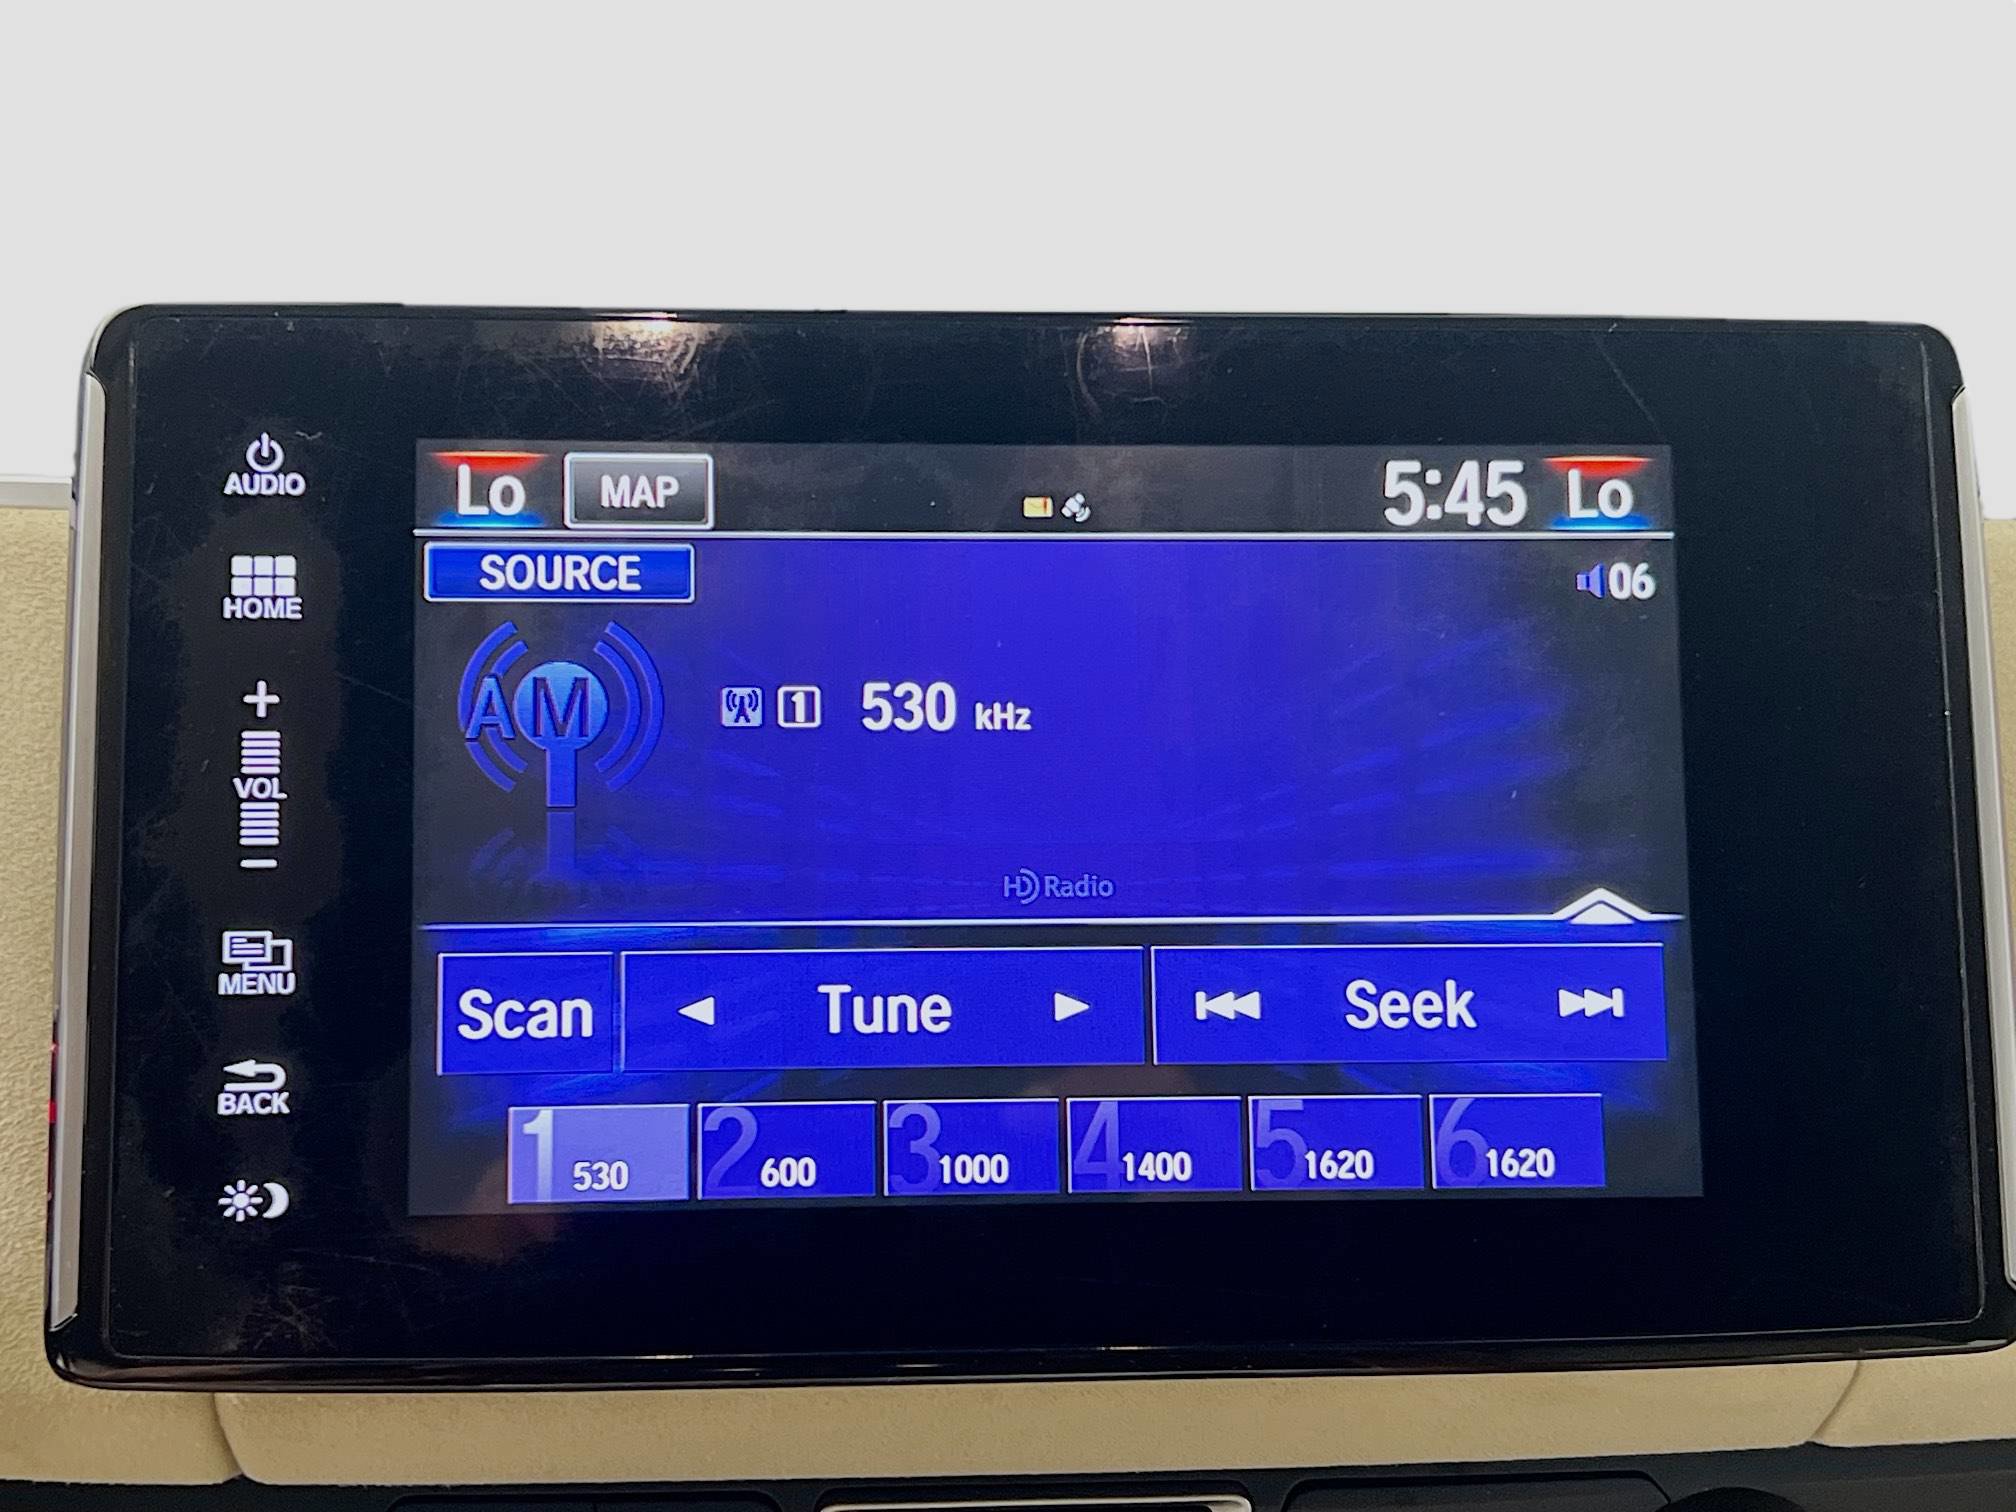 AUDIO
HOME
+
VOL
−
MENU
BACK
Lo MAP 5:45 Lo
SOURCE 06
AM 1 530 kHz
HD Radio
Scan Tune Seek
1 530 2 600 3 1000 4 1400 5 1620 6 1620